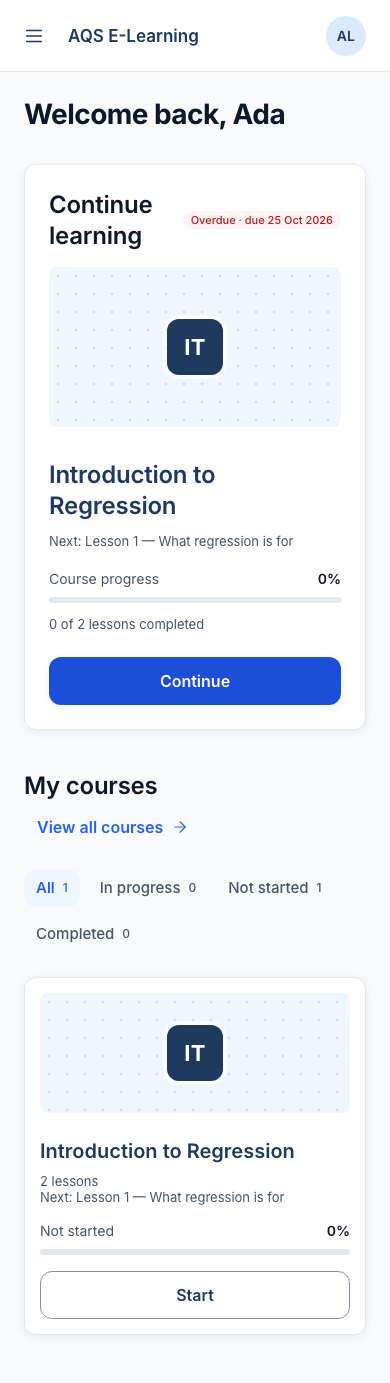 AQS E-Learning
AL
Welcome back, Ada
Continue
learning
Overdue · due 25 Oct 2026
IT
Introduction to
Regression
Next: Lesson 1 — What regression is for
Course progress 0%
0 of 2 lessons completed
Continue
My courses
View all courses →
All 1 In progress 0 Not started 1
Completed 0
IT
Introduction to Regression
2 lessons
Next: Lesson 1 — What regression is for
Not started 0%
Start